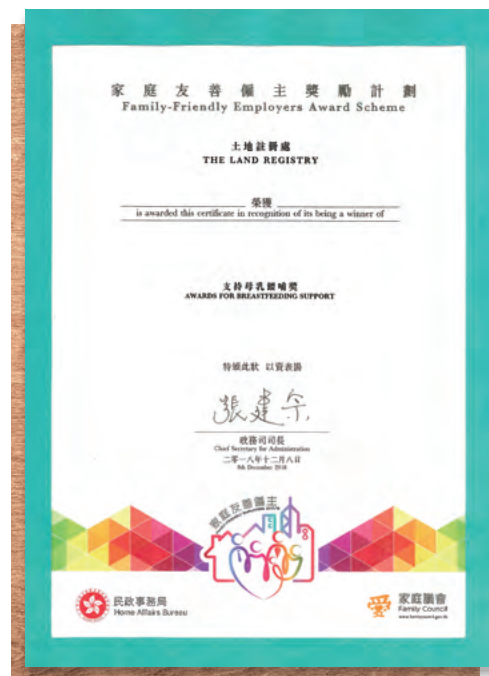 家庭友善僱主獎勵計劃
Family-Friendly Employers Award Scheme
土地註冊處
THE LAND REGISTRY
榮獲
is awarded this certificate in recognition of its being a winner of
支持母乳餵哺獎
AWARDS FOR BREASTFEEDING SUPPORT
特頒此狀 以資表揚
張建宗
政務司司長
Chief Secretary for Administration
二零一八年十二月八日
8th December 2018
家庭友善僱主
民政事務局
Home Affairs Bureau
家庭議會
Family Council
www.familycouncil.gov.hk